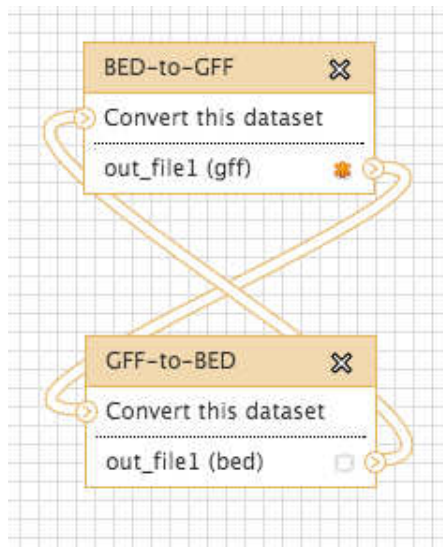 BED-to-GFF
Convert this dataset
out_file1 (gff)
GFF-to-BED
Convert this dataset
out_file1 (bed)